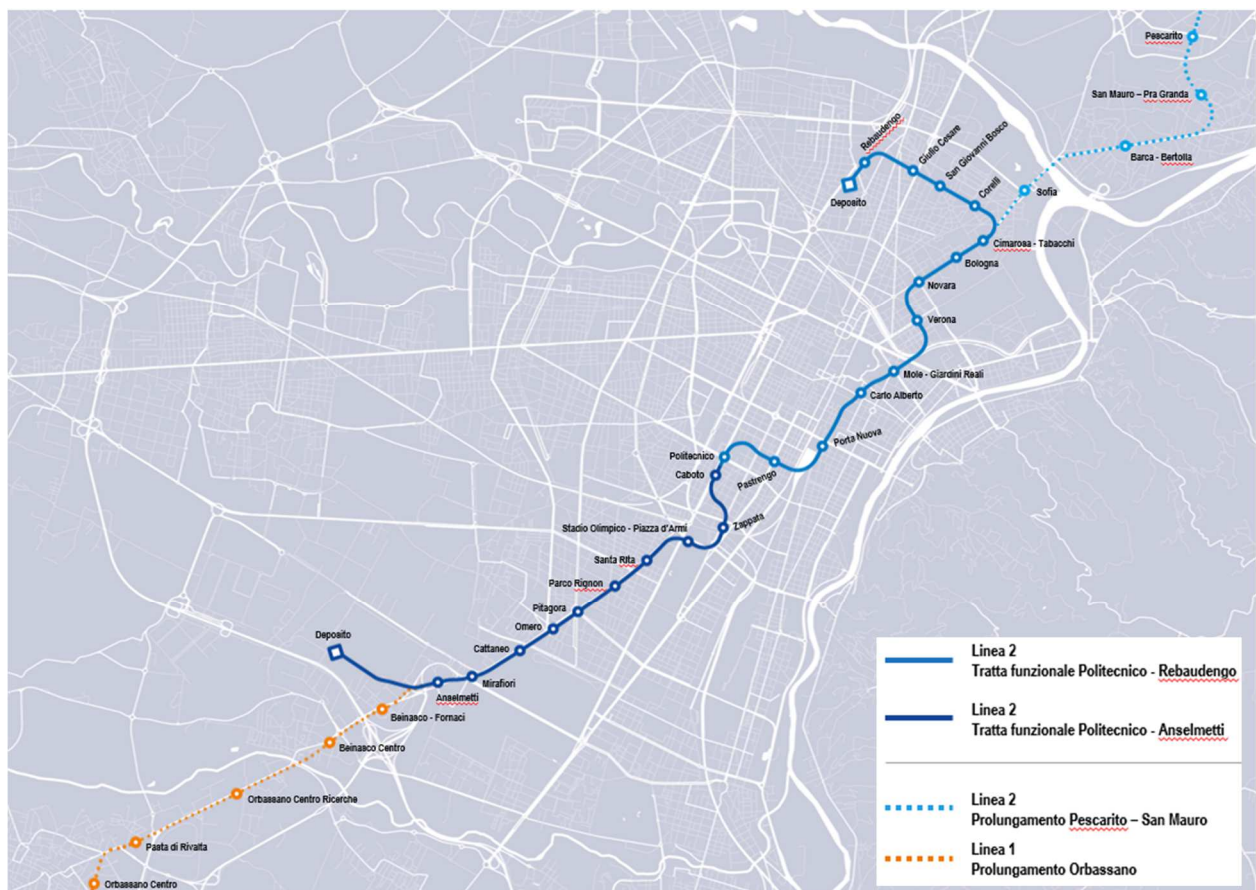 Pescarito
San Mauro – Pra Granda
Barca - Bertolla
Sofia
Rebaudengo
Giulio Cesare
San Giovanni Bosco
Corelli
Deposito
Cimarosa - Tabacchi
Bologna
Novara
Verona
Mole - Giardini Reali
Carlo Alberto
Porta Nuova
Pastrengo
Politecnico
Caboto
Zappata
Stadio Olimpico - Piazza d'Armi
Santa Rita
Parco Rignon
Pitagora
Omero
Cattaneo
Mirafiori
Anselmetti
Deposito
Beinasco - Fornaci
Beinasco Centro
Orbassano Centro Ricerche
Pasta di Rivalta
Orbassano Centro
Linea 2
Tratta funzionale Politecnico - Rebaudengo
Linea 2
Tratta funzionale Politecnico - Anselmetti
Linea 2
Prolungamento Pescarito – San Mauro
Linea 1
Prolungamento Orbassano